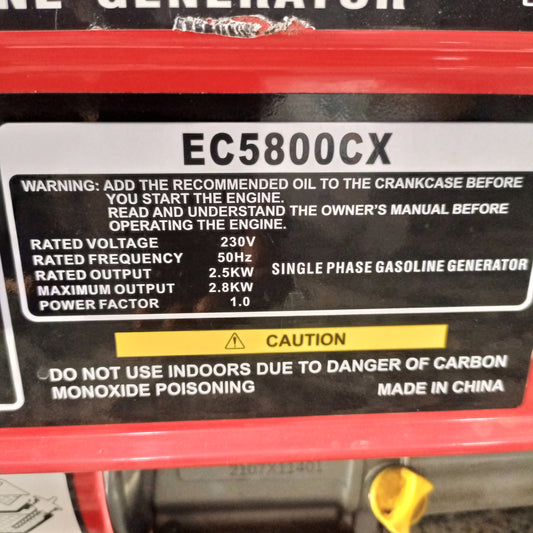 GENERATOR
EC5800CX
WARNING: ADD THE RECOMMENDED OIL TO THE CRANKCASE BEFORE
YOU START THE ENGINE.
READ AND UNDERSTAND THE OWNER'S MANUAL BEFORE
OPERATING THE ENGINE.
RATED VOLTAGE 230V
RATED FREQUENCY 50Hz
RATED OUTPUT 2.5KW
MAXIMUM OUTPUT 2.8KW
POWER FACTOR 1.0
SINGLE PHASE GASOLINE GENERATOR
CAUTION
DO NOT USE INDOORS DUE TO DANGER OF CARBON
MONOXIDE POISONING
MADE IN CHINA
2107X11401